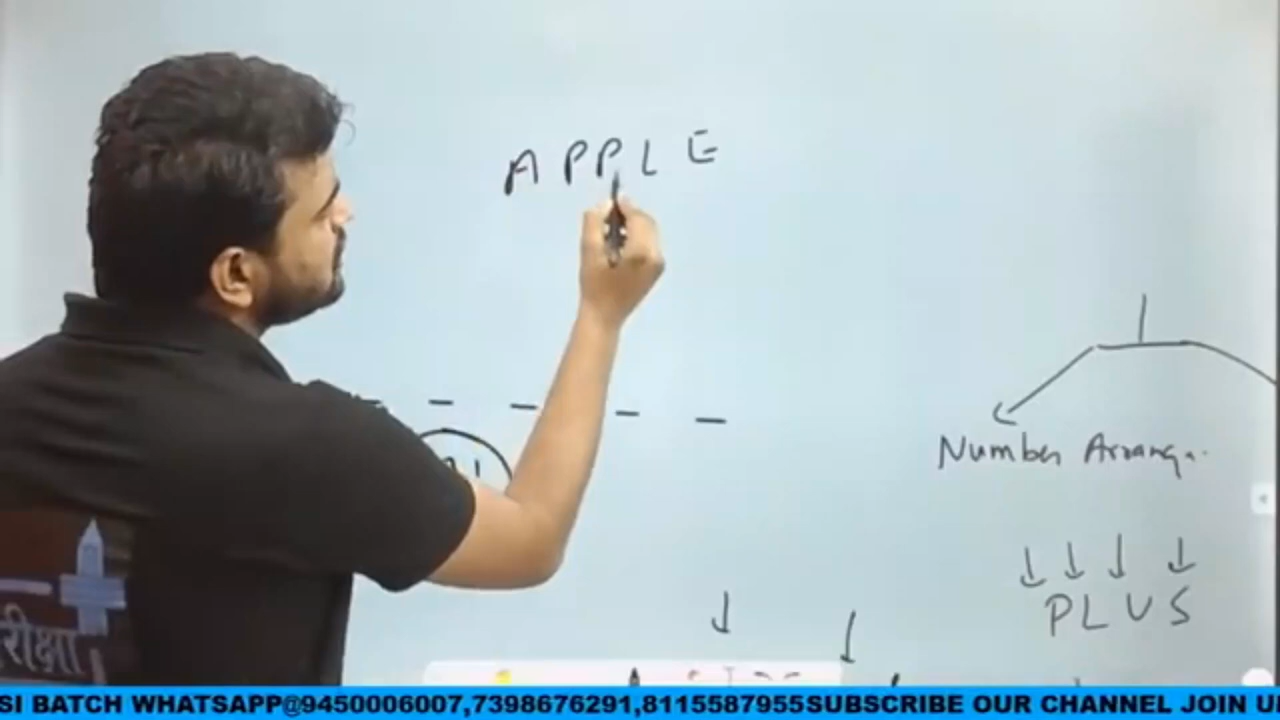 APPLE
Number Arrang.
PLUS
रीक्षा
SI BATCH WHATSAPP@9450006007,7398676291,8115587955SUBSCRIBE OUR CHANNEL JOIN U